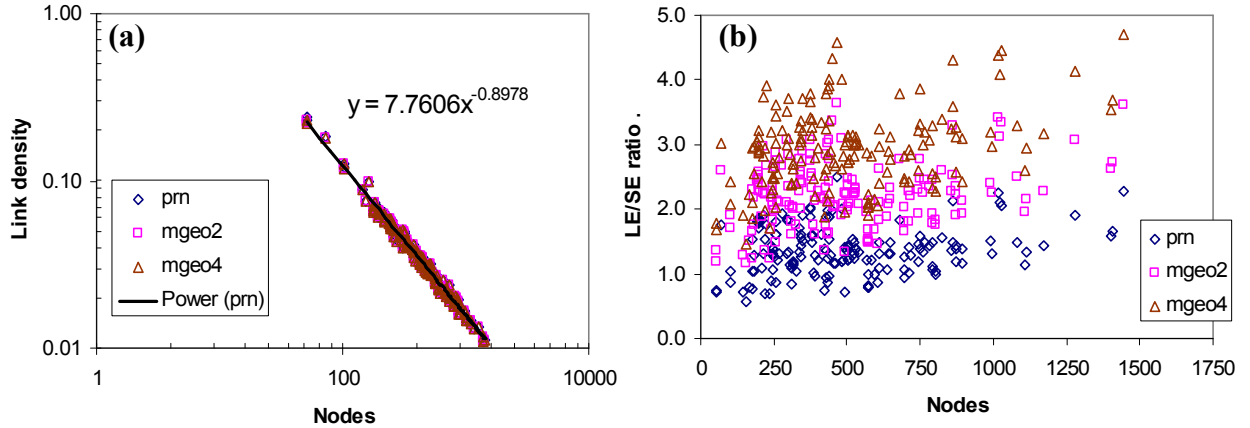 (a)
1.00
0.10
0.01
Link density
y = 7.7606x^-0.8978
prn
mgeo2
mgeo4
Power (prn)
1
100
10000
Nodes
(b)
5.0
4.0
3.0
2.0
1.0
0.0
LE/SE ratio .
prn
mgeo2
mgeo4
0
250
500
750
1000
1250
1500
1750
Nodes